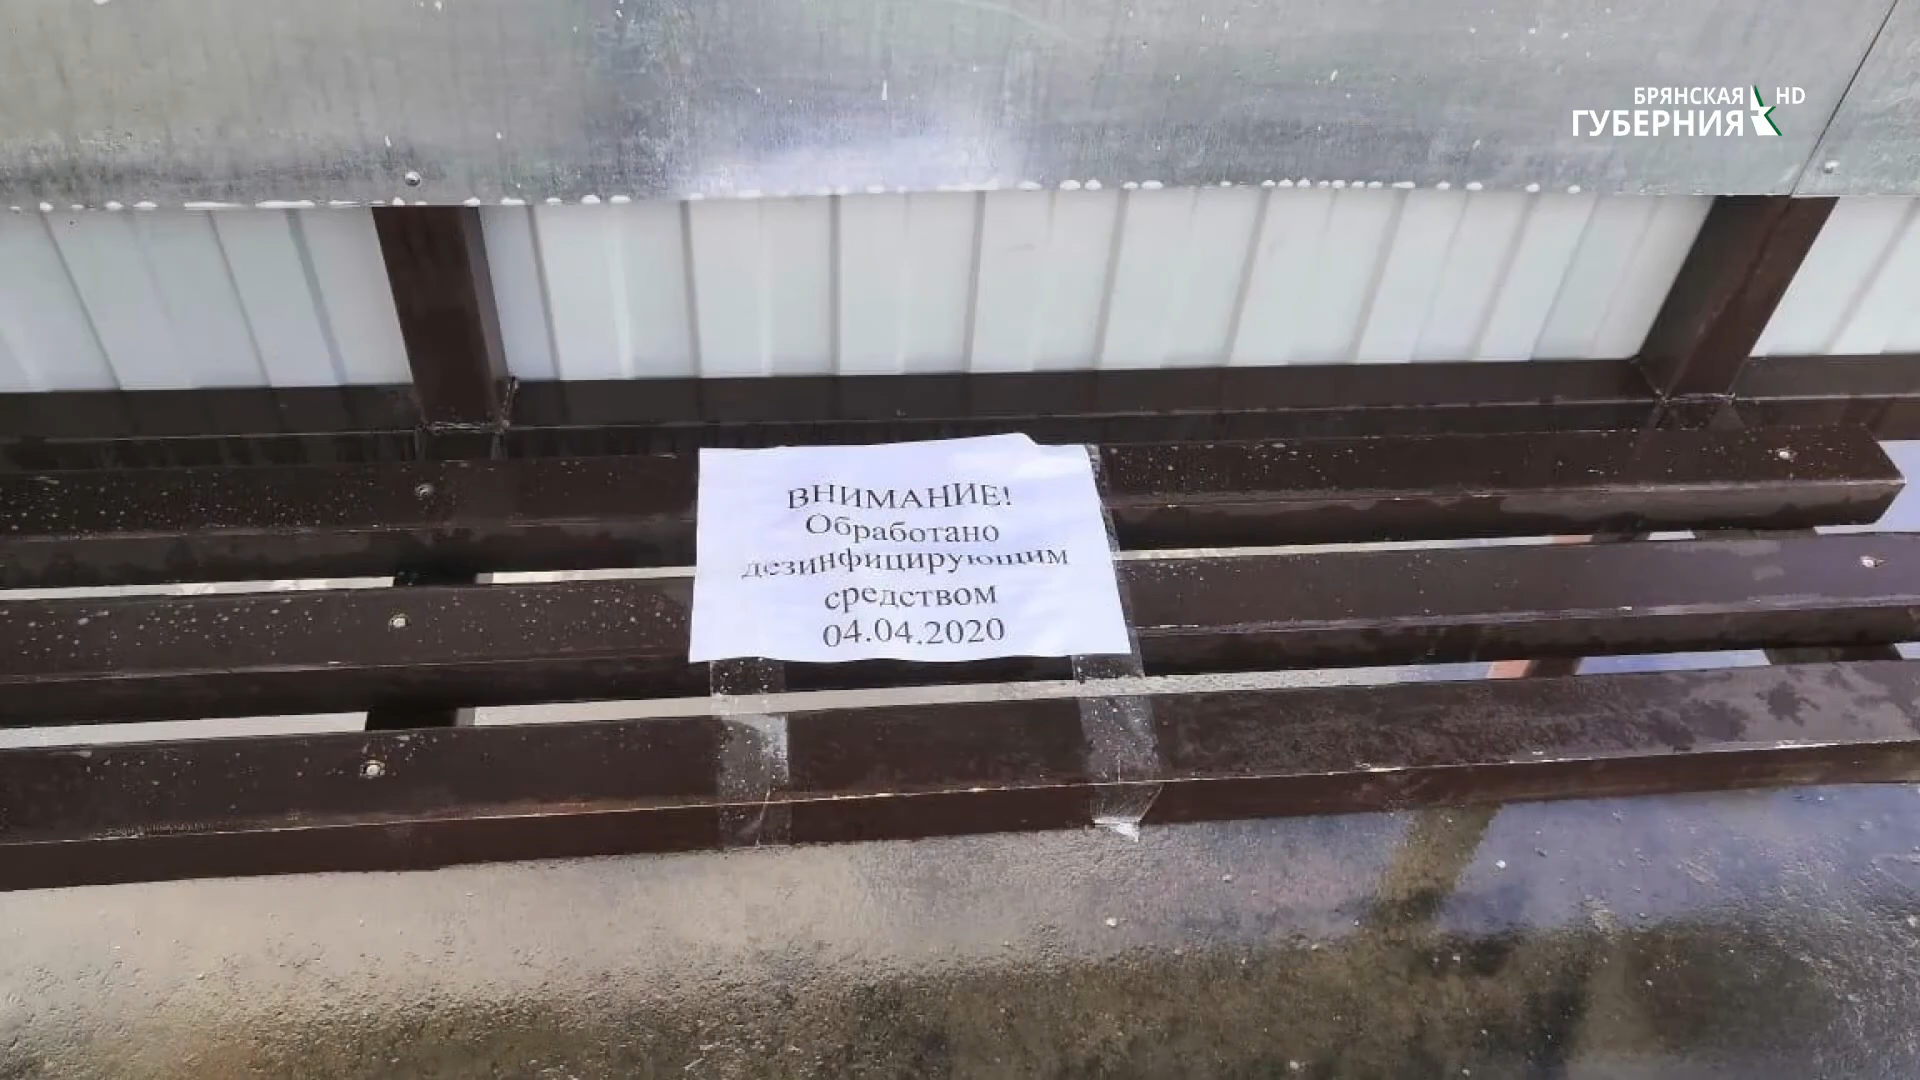 БРЯНСКАЯ HD
ГУБЕРНИЯ
ВНИМАНИЕ!
Обработано
дезинфицирующим
средством
04.04.2020